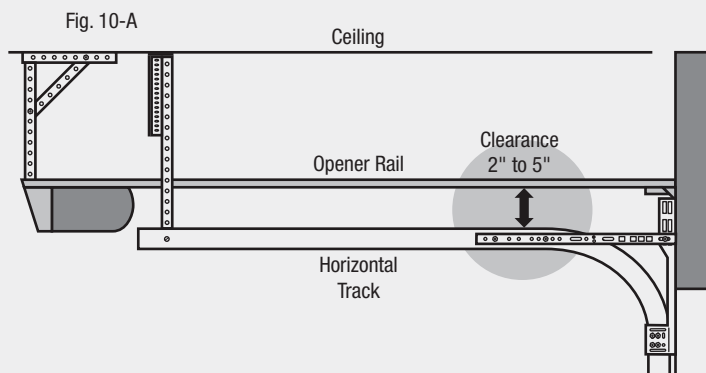 Fig. 10-A
Ceiling
Clearance
2" to 5"
Opener Rail
Horizontal
Track